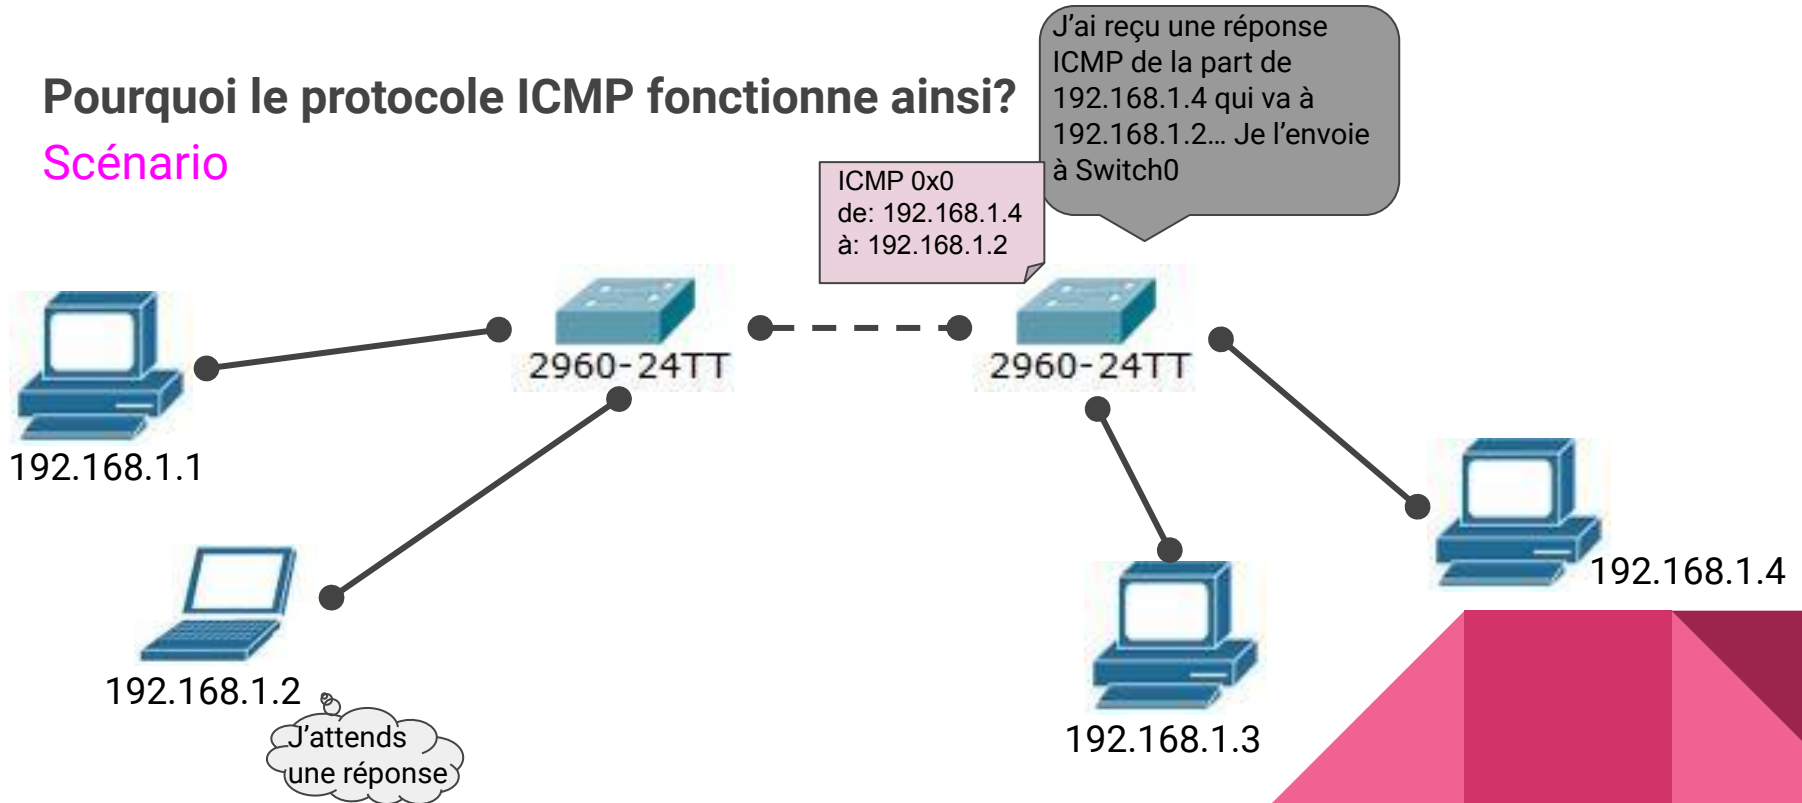 Pourquoi le protocole ICMP fonctionne ainsi?
Scénario
J’ai reçu une réponse
ICMP de la part de
192.168.1.4 qui va à
192.168.1.2… Je l’envoie
à Switch0
ICMP 0x0
de: 192.168.1.4
à: 192.168.1.2
2960-24TT
2960-24TT
192.168.1.1
192.168.1.4
192.168.1.2
J’attends
une réponse
192.168.1.3